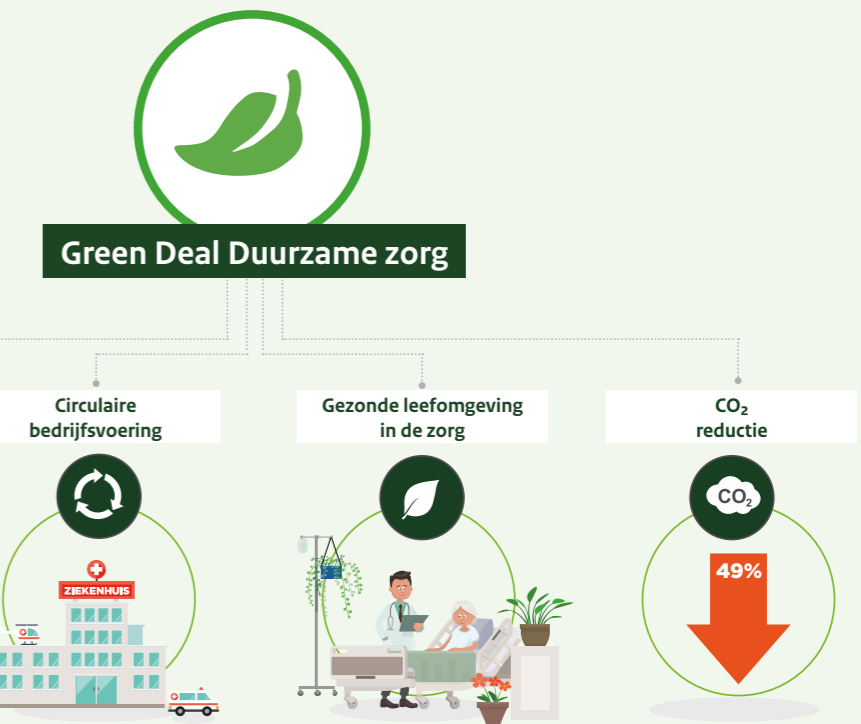 Green Deal Duurzame zorg
Circulaire
bedrijfsvoering
Gezonde leefomgeving
in de zorg
CO₂
reductie
CO₂
ZIEKENHUIS
49%